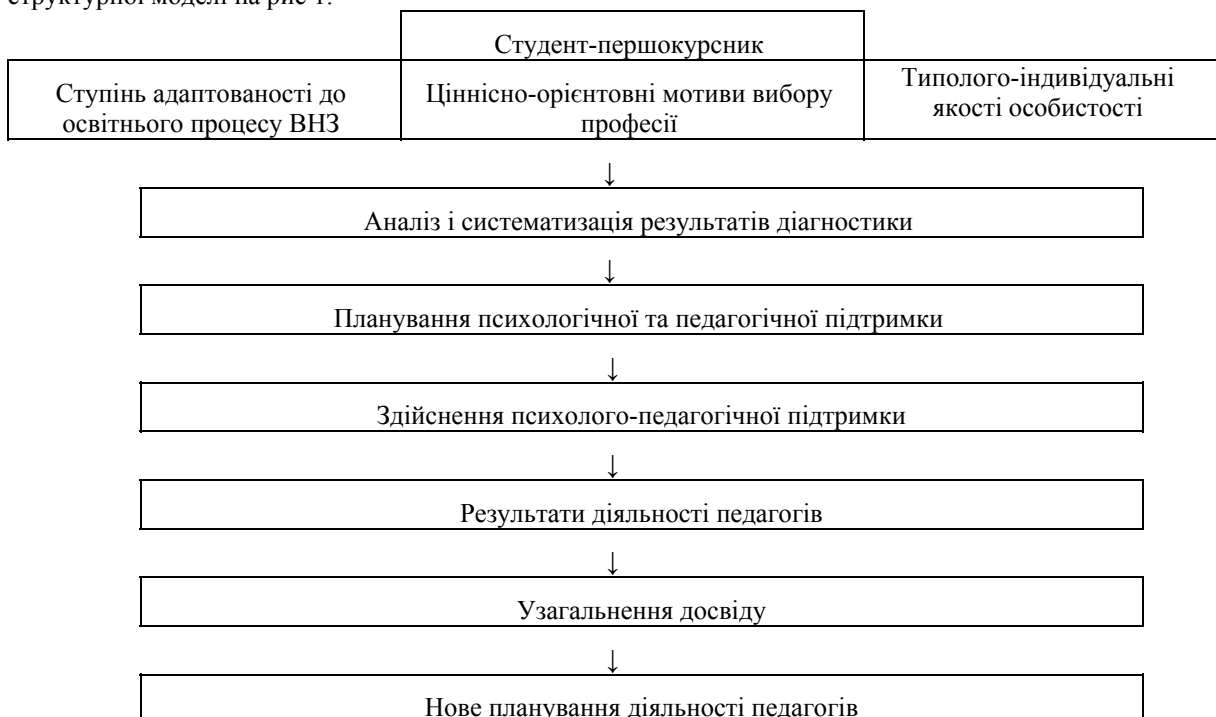 структурної моделі на рис 1.
Студент-першокурсник
Ступінь адаптованості до
освітнього процесу ВНЗ
Ціннісно-орієнтовні мотиви вибору
професії
Типолого-індивідуальні
якості особистості
↓
Аналіз і систематизація результатів діагностики
↓
Планування психологічної та педагогічної підтримки
↓
Здійснення психолого-педагогічної підтримки
↓
Результати діяльності педагогів
↓
Узагальнення досвіду
↓
Нове планування діяльності педагогів